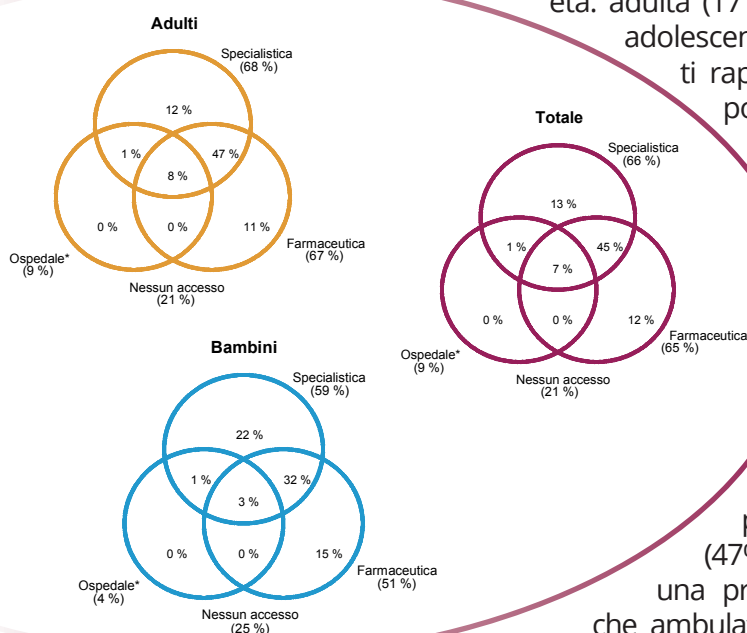 Adulti
Specialistica
(68 %)
12 %
1 %
47 %
8 %
0 %
0 %
11 %
Farmaceutica
(67 %)
Ospedale*
(9 %)
Nessun accesso
(21 %)
Totale
Specialistica
(66 %)
13 %
1 %
45 %
7 %
0 %
0 %
12 %
Farmaceutica
(65 %)
Ospedale*
(9 %)
Nessun accesso
(21 %)
Bambini
Specialistica
(59 %)
22 %
1 %
32 %
3 %
0 %
0 %
15 %
Farmaceutica
(51 %)
Ospedale*
(4 %)
Nessun accesso
(25 %)
età. adulta (17
adolescen
ti rap
po
p
(47%
una pr
che ambula